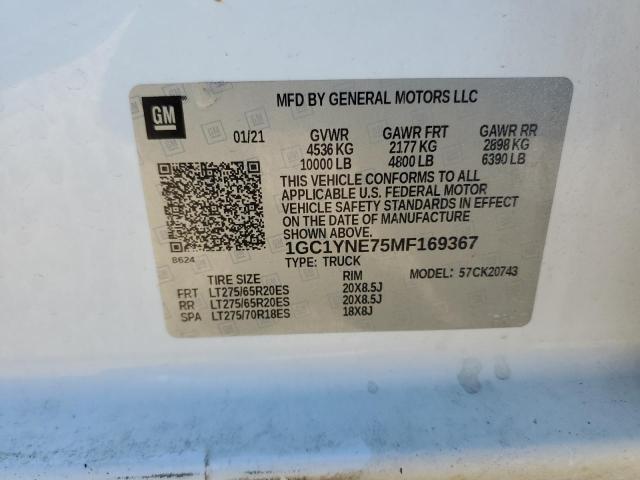 MFD BY GENERAL MOTORS LLC
GM
01/21 GVWR GAWR FRT GAWR RR
4536 KG 2177 KG 2898 KG
10000 LB 4800 LB 6390 LB
THIS VEHICLE CONFORMS TO ALL
APPLICABLE U.S. FEDERAL MOTOR
VEHICLE SAFETY STANDARDS IN EFFECT
ON THE DATE OF MANUFACTURE
SHOWN ABOVE.
1GC1YNE75MF169367
8624
TYPE: TRUCK
MODEL: 57CK20743
TIRE SIZE RIM
FRT LT275/65R20ES 20X8.5J
RR LT275/65R20ES 20X8.5J
SPA LT275/70R18ES 18X8J